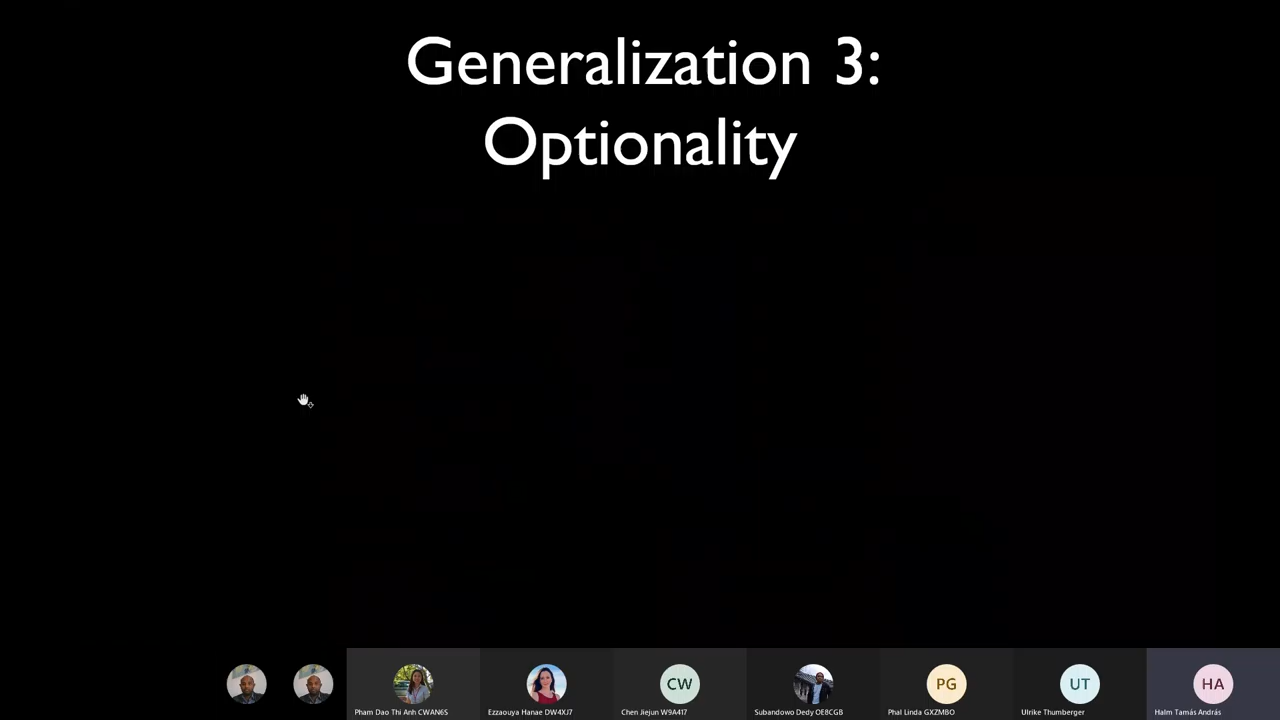 Generalization 3:
Optionality
CW
PG
UT
HA
Pham Dao Thi Anh CWAN6S
Ezzaouya Hanae DW4XJ7
Chen Jiejun W9A417
Subandowo Dedy OE8CGB
Phal Linda GXZMBO
Ulrike Thumberger
Halm Tamás András